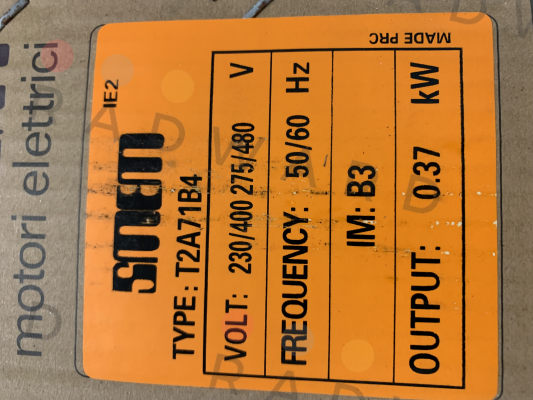 motori elettrici
IE2
MADE PRC
TYPE: T2A71B4
VOLT: 230/400 275/480 V
FREQUENCY: 50/60 Hz
IM: B3
OUTPUT: 0.37 kW
RADWARD